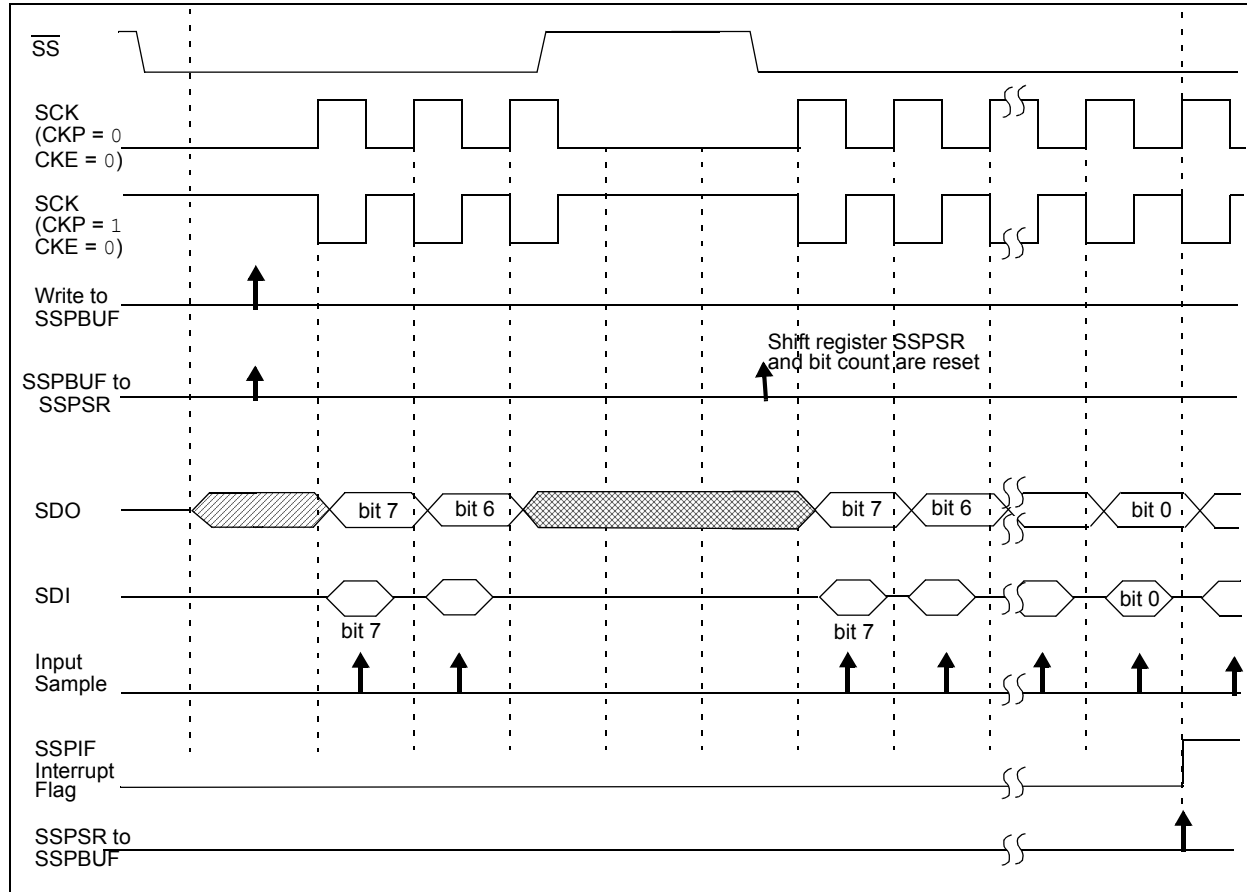 SS
SCK
(CKP = 0
CKE = 0)
SCK
(CKP = 1
CKE = 0)
Write to
SSPBUF
Shift register SSPSR
and bit count are reset
SSPBUF to
SSPSR
SDO
bit 7
bit 6
bit 7
bit 6
bit 0
SDI
bit 0
bit 7
bit 7
Input
Sample
SSPIF
Interrupt
Flag
SSPSR to
SSPBUF